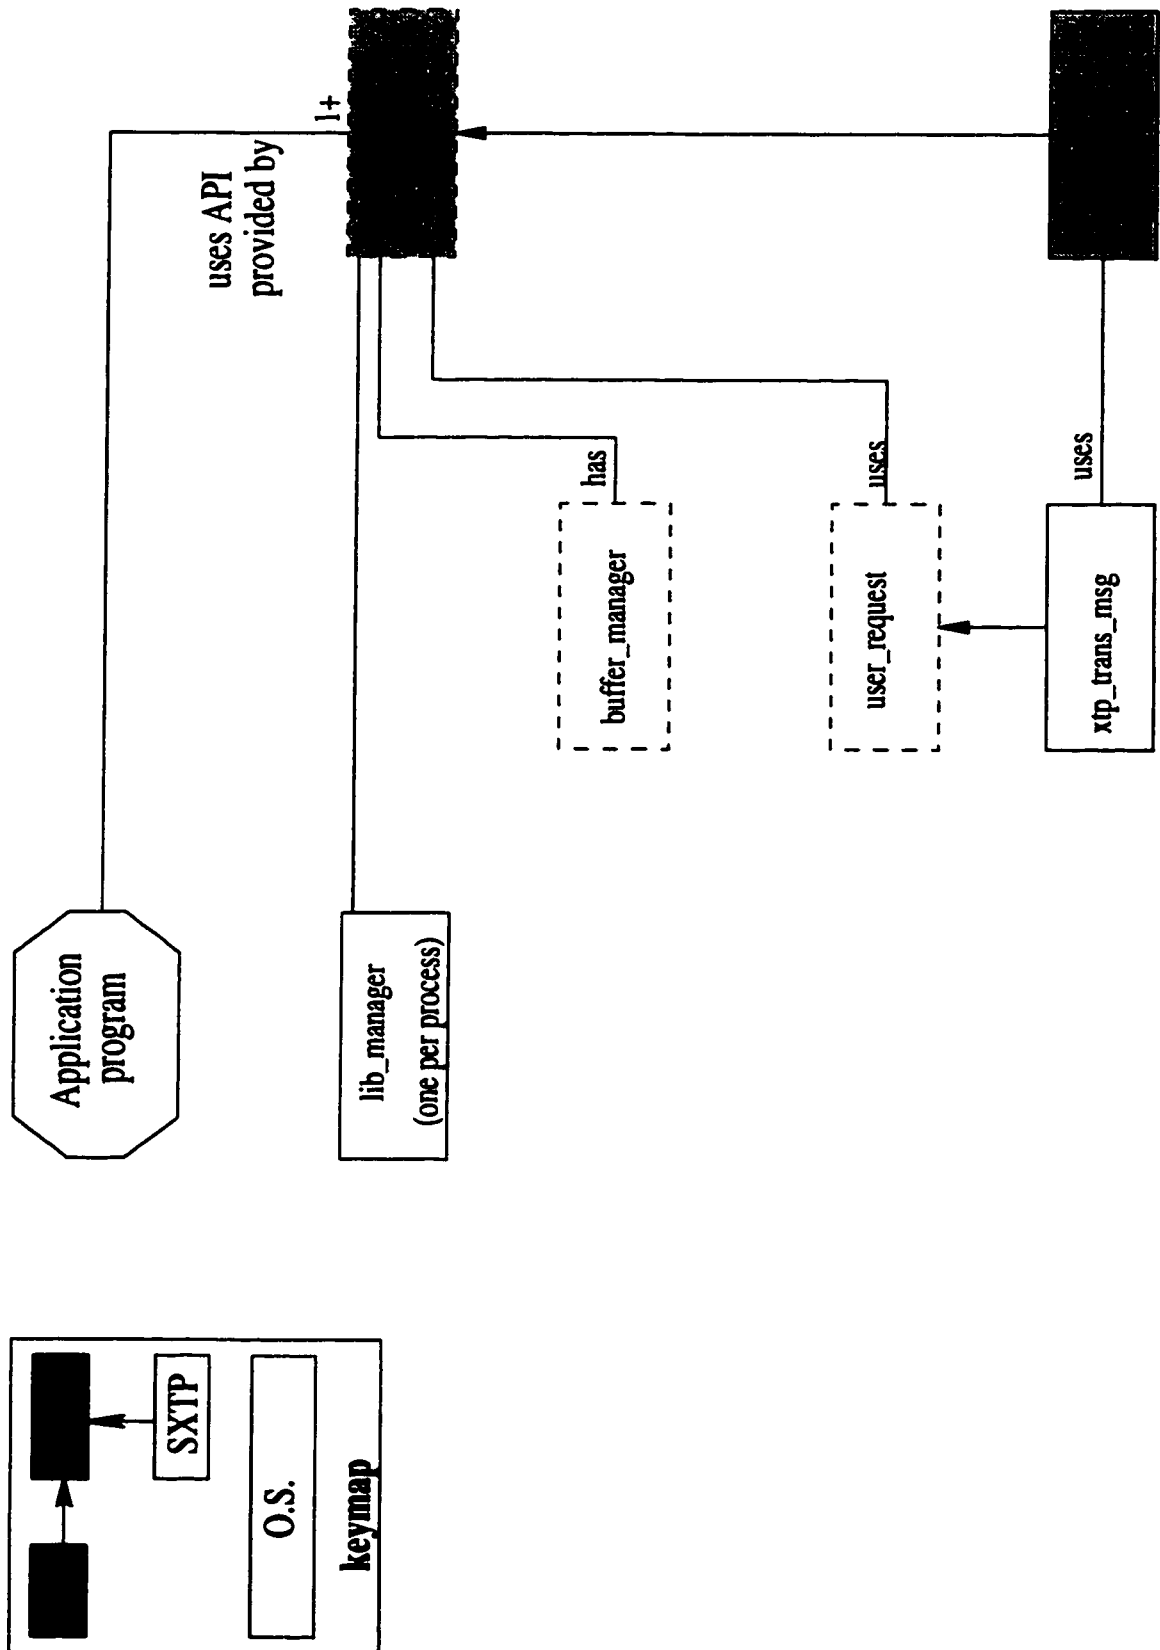 Application
program
uses API
provided by
1+
lib_manager
(one per process)
has
buffer_manager
uses
user_request
uses
xtp_trans_msg
SXTP
O.S.
keymap